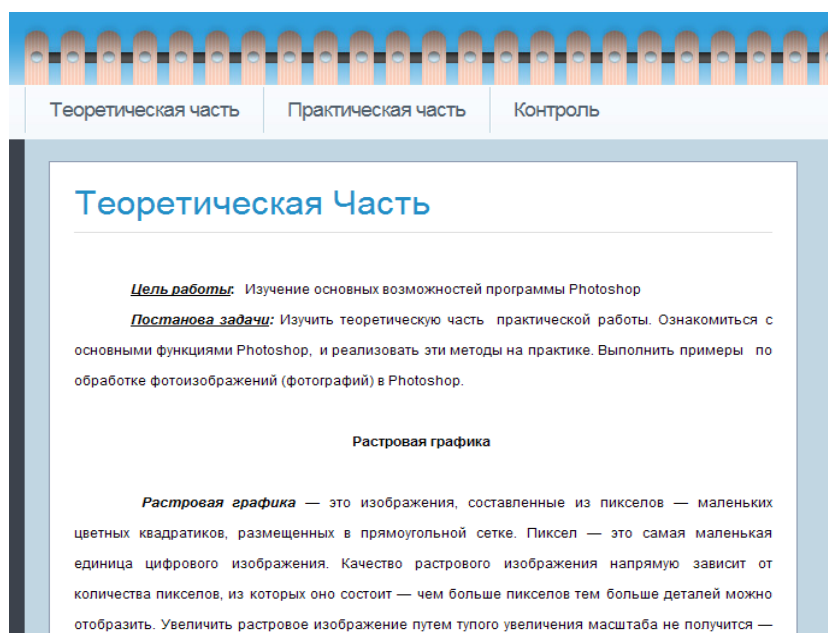 Теоретическая часть Практическая часть Контроль
Теоретическая Часть
Цель работы: Изучение основных возможностей программы Photoshop
Постанова задачи: Изучить теоретическую часть практической работы. Ознакомиться с
основными функциями Photoshop, и реализовать эти методы на практике. Выполнить примеры по
обработке фотоизображений (фотографий) в Photoshop.
Растровая графика
Растровая графика — это изображения, составленные из пикселов — маленьких
цветных квадратиков, размещенных в прямоугольной сетке. Пиксел — это самая маленькая
единица цифрового изображения. Качество растрового изображения напрямую зависит от
количества пикселов, из которых оно состоит — чем больше пикселов тем больше деталей можно
отобразить. Увеличить растровое изображение путем тупого увеличения масштаба не получится —